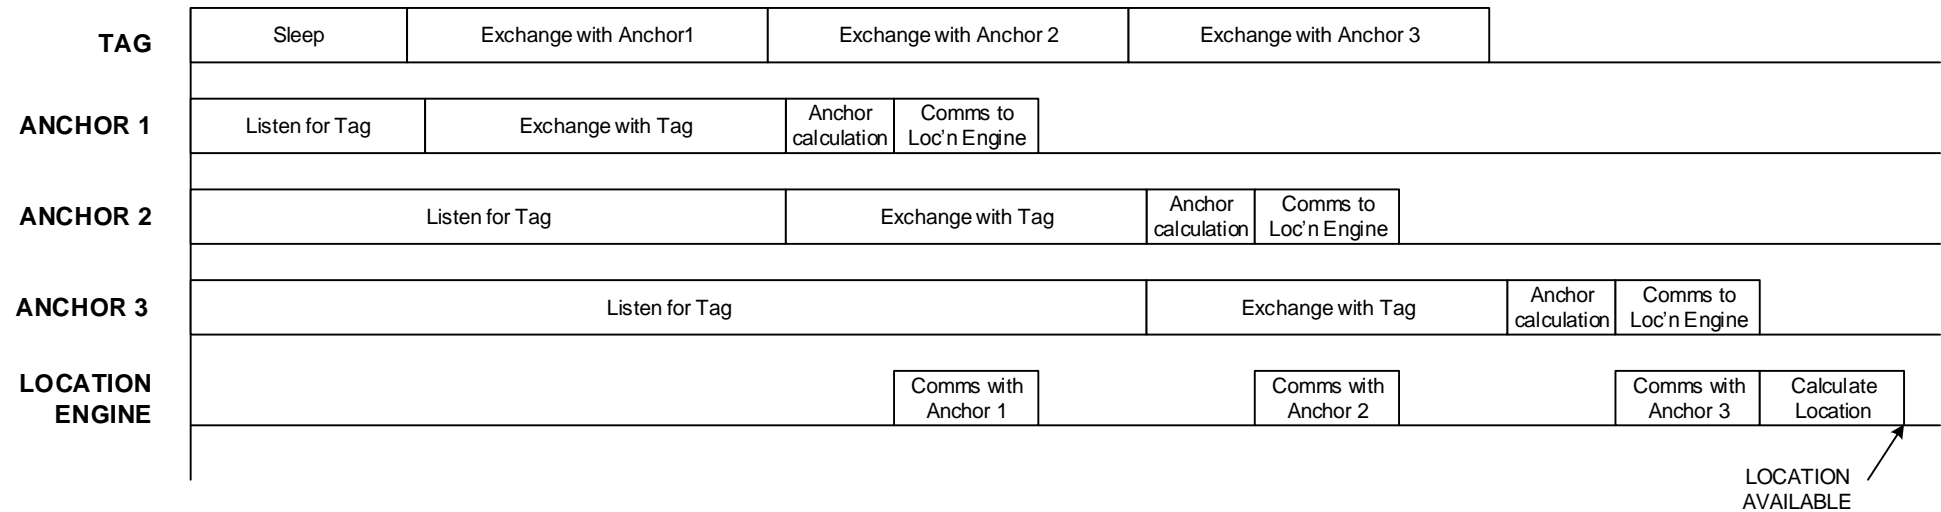 TAG
Sleep
Exchange with Anchor1
Exchange with Anchor 2
Exchange with Anchor 3
ANCHOR 1
Listen for Tag
Exchange with Tag
Anchor
calculation
Comms to
Loc'n Engine
ANCHOR 2
Listen for Tag
Exchange with Tag
Anchor
calculation
Comms to
Loc'n Engine
ANCHOR 3
Listen for Tag
Exchange with Tag
Anchor
calculation
Comms to
Loc'n Engine
LOCATION
ENGINE
Comms with
Anchor 1
Comms with
Anchor 2
Comms with
Anchor 3
Calculate
Location
LOCATION
AVAILABLE